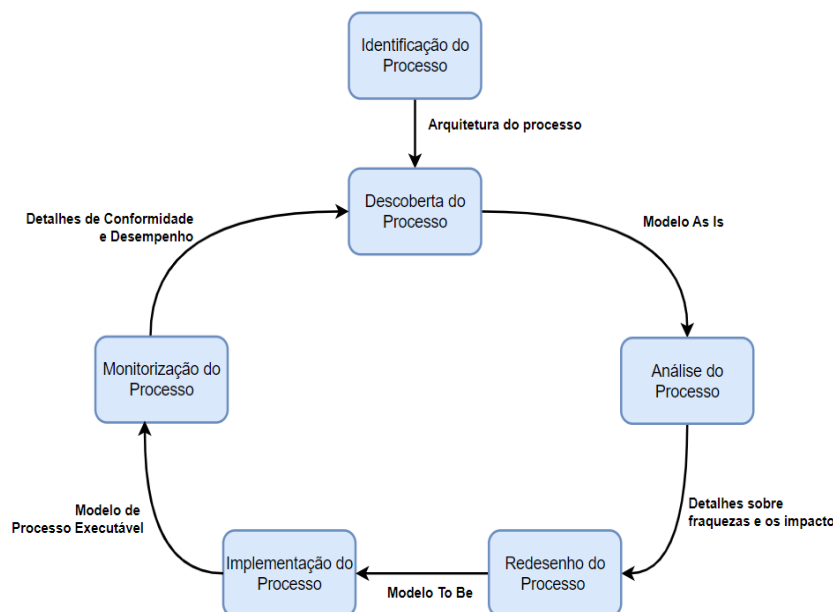 Identificação do
Processo
Arquitetura do processo
Descoberta do
Processo
Detalhes de Conformidade
e Desempenho
Modelo As Is
Monitorização do
Processo
Análise do
Processo
Modelo de
Processo Executável
Detalhes sobre
fraquezas e os impacto
Implementação do
Processo
Modelo To Be
Redesenho do
Processo